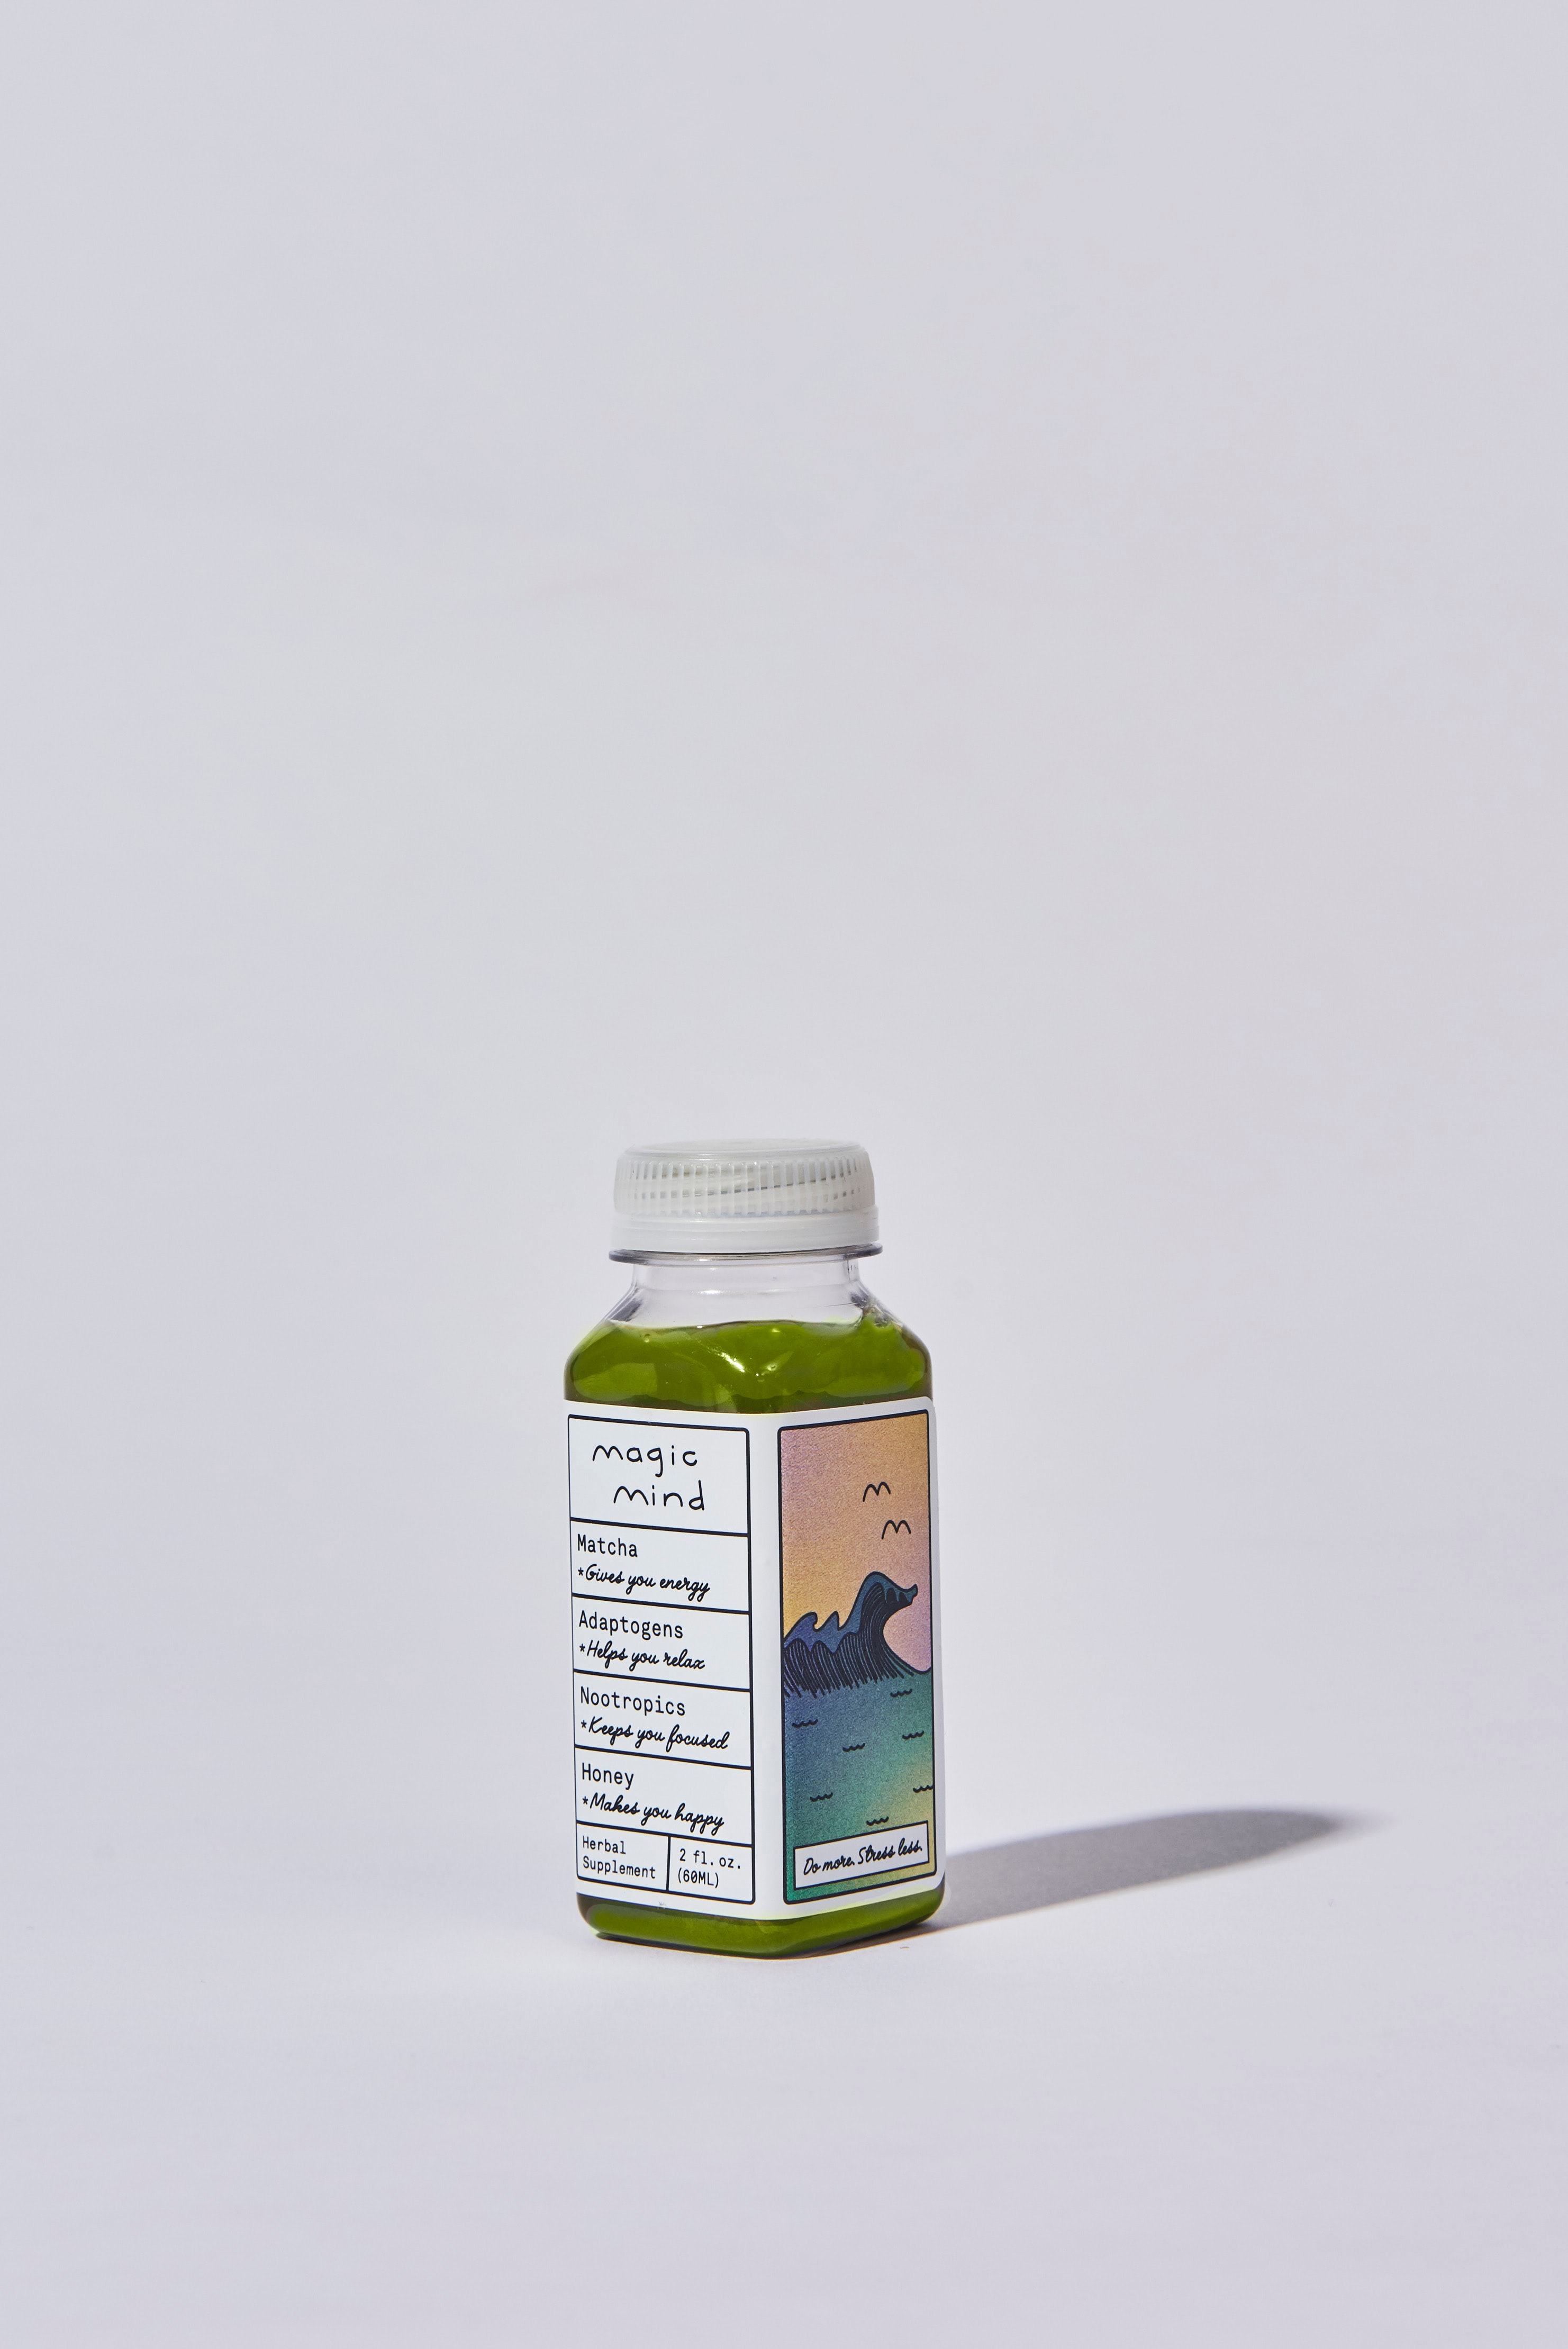 magic
mind
Matcha
*Gives you energy
Adaptogens
*Helps you relax
Nootropics
*Keeps you focused
Honey
*Makes you happy
Herbal
Supplement
2 fl. oz.
(60ML)
Do more. Stress less.